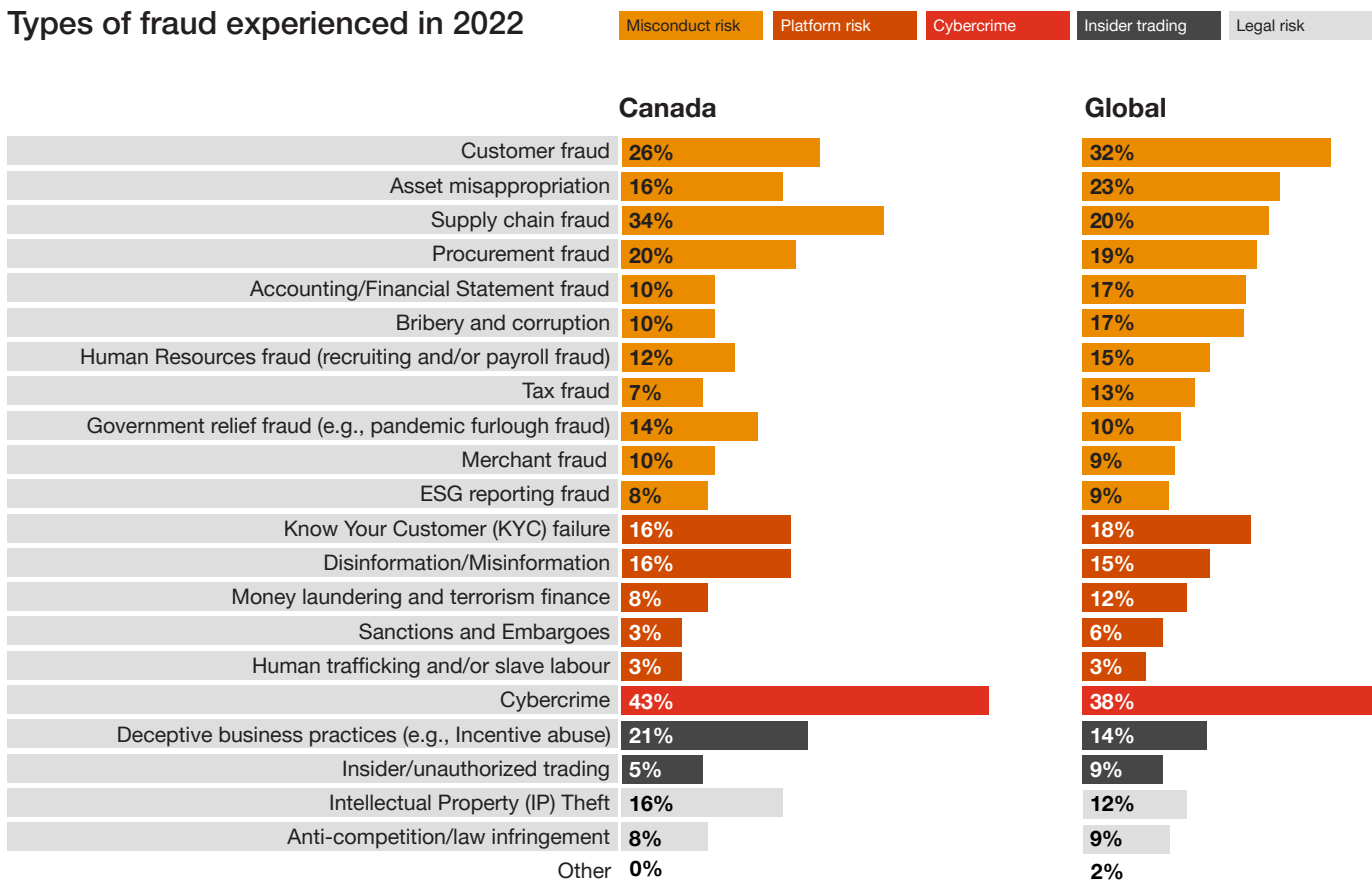 Types of fraud experienced in 2022
Misconduct risk Platform risk Cybercrime Insider trading Legal risk
Canada Global
Customer fraud 26% 32%
Asset misappropriation 16% 23%
Supply chain fraud 34% 20%
Procurement fraud 20% 19%
Accounting/Financial Statement fraud 10% 17%
Bribery and corruption 10% 17%
Human Resources fraud (recruiting and/or payroll fraud) 12% 15%
Tax fraud 7% 13%
Government relief fraud (e.g., pandemic furlough fraud) 14% 10%
Merchant fraud 10% 9%
ESG reporting fraud 8% 9%
Know Your Customer (KYC) failure 16% 18%
Disinformation/Misinformation 16% 15%
Money laundering and terrorism finance 8% 12%
Sanctions and Embargoes 3% 6%
Human trafficking and/or slave labour 3% 3%
Cybercrime 43% 38%
Deceptive business practices (e.g., Incentive abuse) 21% 14%
Insider/unauthorized trading 5% 9%
Intellectual Property (IP) Theft 16% 12%
Anti-competition/law infringement 8% 9%
Other 0% 2%